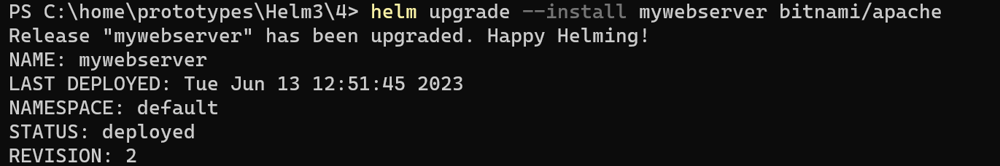 PS C:\home\prototypes\Helm3\4> helm upgrade --install mywebserver bitnami/apache
Release "mywebserver" has been upgraded. Happy Helming!
NAME: mywebserver
LAST DEPLOYED: Tue Jun 13 12:51:45 2023
NAMESPACE: default
STATUS: deployed
REVISION: 2